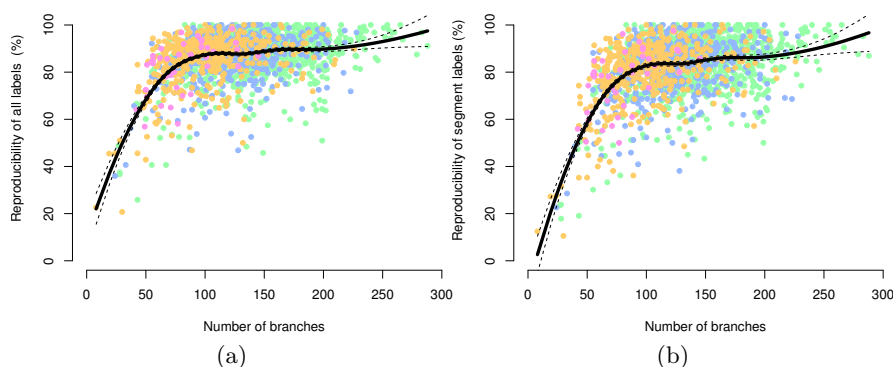 Reproducibility of all labels (%)
100
80
60
40
20
0
0 50 100 150 200 250 300
Number of branches
(a)
Reproducibility of segment labels (%)
100
80
60
40
20
0
0 50 100 150 200 250 300
Number of branches
(b)